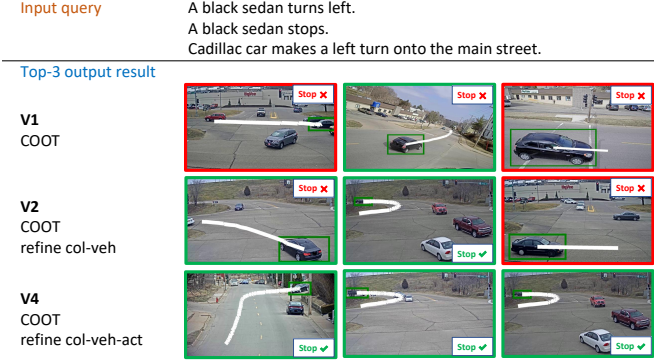 Input query
A black sedan turns left.
A black sedan stops.
Cadillac car makes a left turn onto the main street.
Top-3 output result
V1
COOT
Stop ✘
Stop ✘
Stop ✘
V2
COOT
refine col-veh
Stop ✘
Stop ✔
Stop ✘
V4
COOT
refine col-veh-act
Stop ✔
Stop ✔
Stop ✔